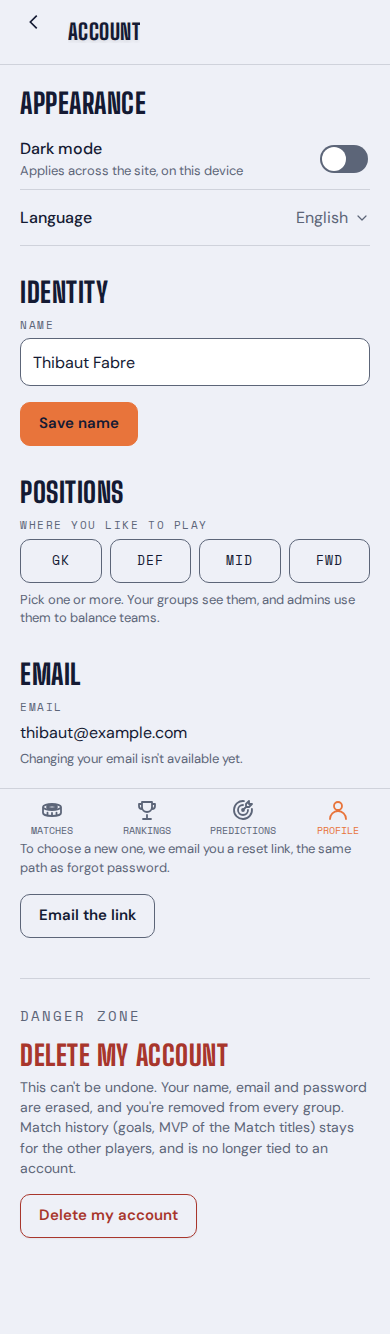 ACCOUNT
APPEARANCE
Dark mode
Applies across the site, on this device
Language
English
IDENTITY
NAME
Thibaut Fabre
Save name
POSITIONS
WHERE YOU LIKE TO PLAY
GK
DEF
MID
FWD
Pick one or more. Your groups see them, and admins use
them to balance teams.
EMAIL
EMAIL
thibaut@example.com
Changing your email isn't available yet.
MATCHES
RANKINGS
PREDICTIONS
PROFILE
To choose a new one, we email you a reset link, the same
path as forgot password.
Email the link
DANGER ZONE
DELETE MY ACCOUNT
This can't be undone. Your name, email and password
are erased, and you're removed from every group.
Match history (goals, MVP of the Match titles) stays
for the other players, and is no longer tied to an
account.
Delete my account